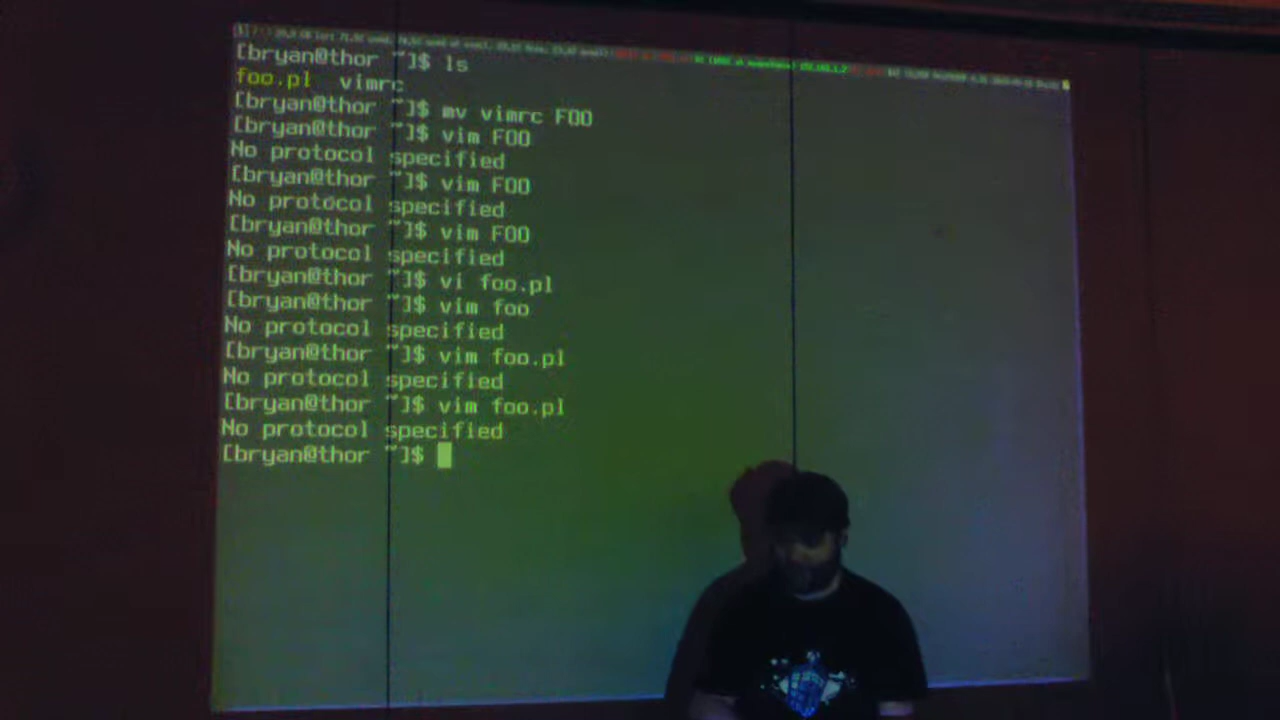 [bryan@thor ~]$ ls
foo.pl vimrc
[bryan@thor ~]$ mv vimrc FOO
[bryan@thor ~]$ vim FOO
No protocol specified
[bryan@thor ~]$ vim FOO
No protocol specified
[bryan@thor ~]$ vim FOO
No protocol specified
[bryan@thor ~]$ vi foo.pl
[bryan@thor ~]$ vim foo
No protocol specified
[bryan@thor ~]$ vim foo.pl
No protocol specified
[bryan@thor ~]$ vim foo.pl
No protocol specified
[bryan@thor ~]$